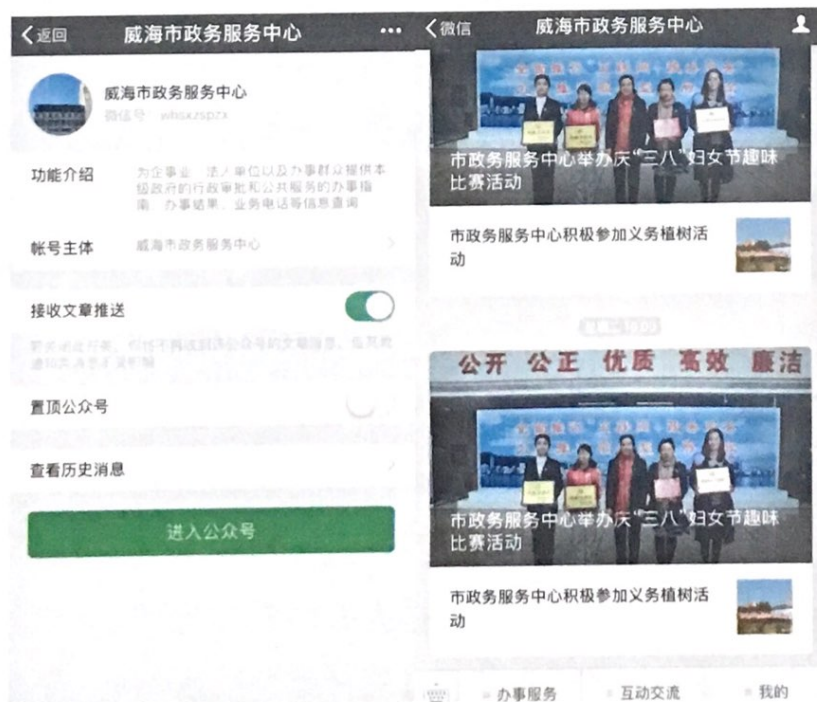 返回
威海市政务服务中心
威海市政务服务中心
微信号：whsxzspzx
功能介绍
为企事业、法人单位以及办事群众提供本
级政府的行政审批和公共服务的办事指
南、办事结果、业务电话等信息查询
帐号主体
威海市政务服务中心
接收文章推送
置顶公众号
查看历史消息
进入公众号
微信
威海市政务服务中心
市政务服务中心举办庆“三八”妇女节趣味
比赛活动
市政务服务中心积极参加义务植树活
动
公开 公正 优质 高效 廉洁
市政务服务中心举办庆“三八”妇女节趣味
比赛活动
市政务服务中心积极参加义务植树活
动
办事服务
互动交流
我的